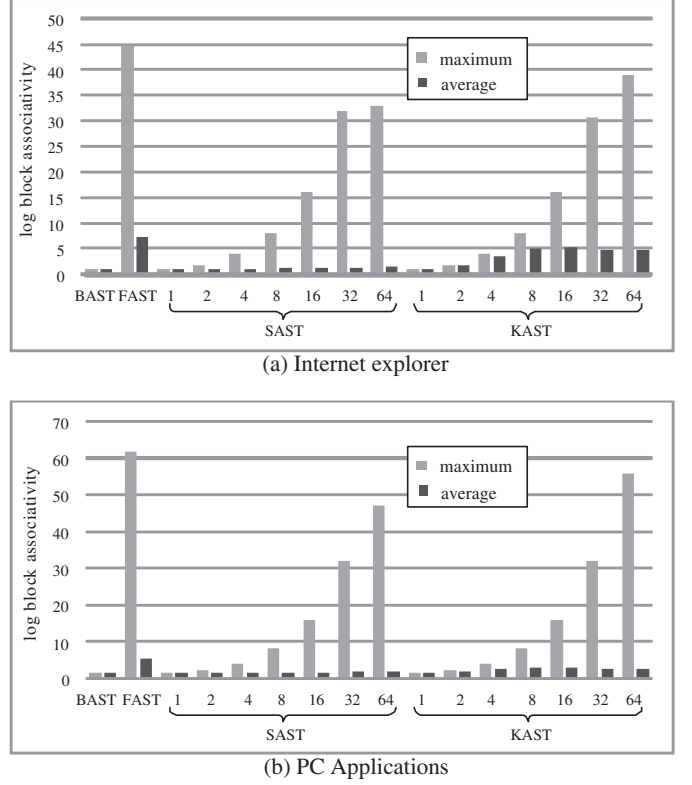 50
45
40
35
30
25
20
15
10
5
0
log block associativity
maximum
average
BAST FAST 1 2 4 8 16 32 64 1 2 4 8 16 32 64
SAST KAST
(a) Internet explorer
70
60
50
40
30
20
10
0
log block associativity
maximum
average
BAST FAST 1 2 4 8 16 32 64 1 2 4 8 16 32 64
SAST KAST
(b) PC Applications